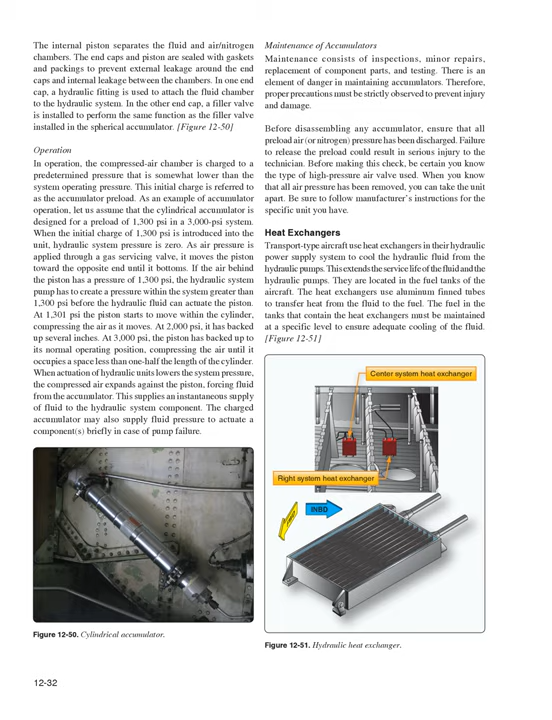 The internal piston separates the fluid and air/nitrogen
chambers. The end caps and piston are sealed with gaskets
and packings to prevent external leakage around the end
caps and internal leakage between the chambers. In one end
cap, a hydraulic fitting is used to attach the fluid chamber
to the hydraulic system. In the other end cap, a filler valve
is installed to perform the same function as the filler valve
installed in the spherical accumulator. [Figure 12-50]
Operation
In operation, the compressed-air chamber is charged to a
predetermined pressure that is somewhat lower than the
system operating pressure. This initial charge is referred to
as the accumulator preload. As an example of accumulator
operation, let us assume that the cylindrical accumulator is
designed for a preload of 1,300 psi in a 3,000-psi system.
When the initial charge of 1,300 psi is introduced into the
unit, hydraulic system pressure is zero. As air pressure is
applied through a gas servicing valve, it moves the piston
toward the opposite end until it bottoms. If the air behind
the piston has a pressure of 1,300 psi, the hydraulic system
pump has to create a pressure within the system greater than
1,300 psi before the hydraulic fluid can actuate the piston.
At 1,301 psi the piston starts to move within the cylinder,
compressing the air as it moves. At 2,000 psi, it has backed
up several inches. At 3,000 psi, the piston has backed up to
its normal operating position, compressing the air until it
occupies a space less than one-half the length of the cylinder.
When actuation of hydraulic units lowers the system pressure,
the compressed air expands against the piston, forcing fluid
from the accumulator. This supplies an instantaneous supply
of fluid to the hydraulic system component. The charged
accumulator may also supply fluid pressure to actuate a
component(s) briefly in case of pump failure.
Figure 12-50. Cylindrical accumulator.
Maintenance of Accumulators
Maintenance consists of inspections, minor repairs,
replacement of component parts, and testing. There is an
element of danger in maintaining accumulators. Therefore,
proper precautions must be strictly observed to prevent injury
and damage.
Before disassembling any accumulator, ensure that all
preload air (or nitrogen) pressure has been discharged. Failure
to release the preload could result in serious injury to the
technician. Before making this check, be certain you know
the type of high-pressure air valve used. When you know
that all air pressure has been removed, you can take the unit
apart. Be sure to follow manufacturer's instructions for the
specific unit you have.
Heat Exchangers
Transport-type aircraft use heat exchangers in their hydraulic
power supply system to cool the hydraulic fluid from the
hydraulic pumps. This extends the service life of the fluid and the
hydraulic pumps. They are located in the fuel tanks of the
aircraft. The heat exchangers use aluminum finned tubes
to transfer heat from the fluid to the fuel. The fuel in the
tanks that contain the heat exchangers must be maintained
at a specific level to ensure adequate cooling of the fluid.
[Figure 12-51]
Center system heat exchanger
Right system heat exchanger
INBD
Figure 12-51. Hydraulic heat exchanger.
12-32